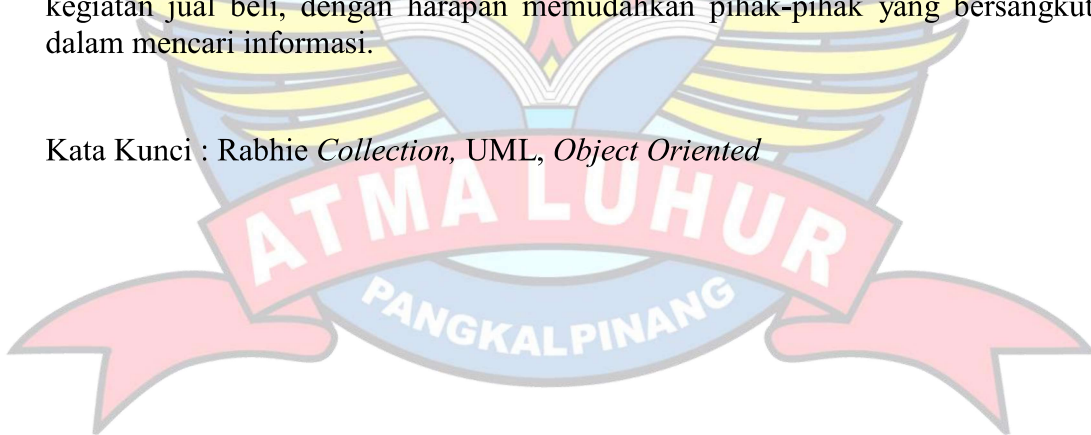 kegiatan jual beli, dengan harapan memudahkan pihak-pihak yang bersangkut
dalam mencari informasi.
Kata Kunci : Rabhie Collection, UML, Object Oriented
ATMA LUHUR
PANGKALPINANG